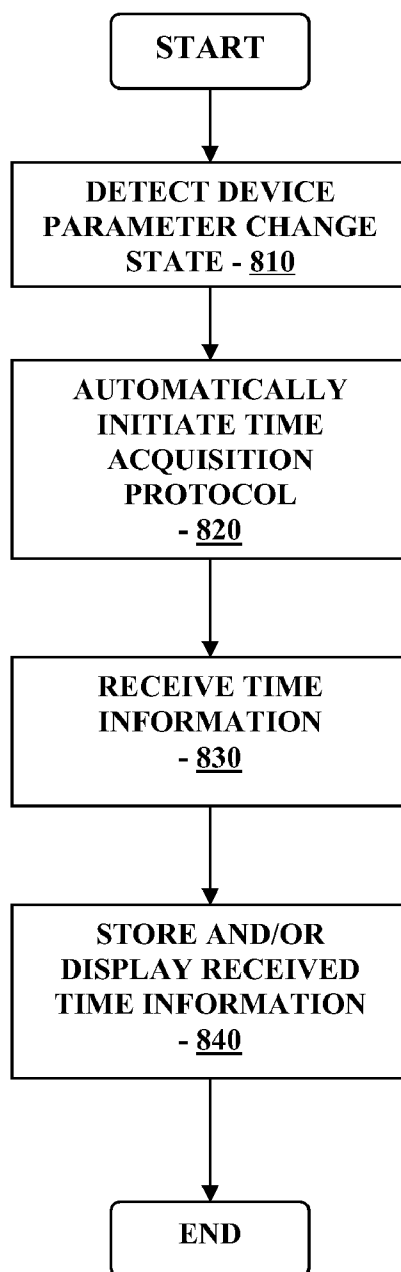 START
DETECT DEVICE
PARAMETER CHANGE
STATE - 810
AUTOMATICALLY
INITIATE TIME
ACQUISITION
PROTOCOL
- 820
RECEIVE TIME
INFORMATION
- 830
STORE AND/OR
DISPLAY RECEIVED
TIME INFORMATION
- 840
END